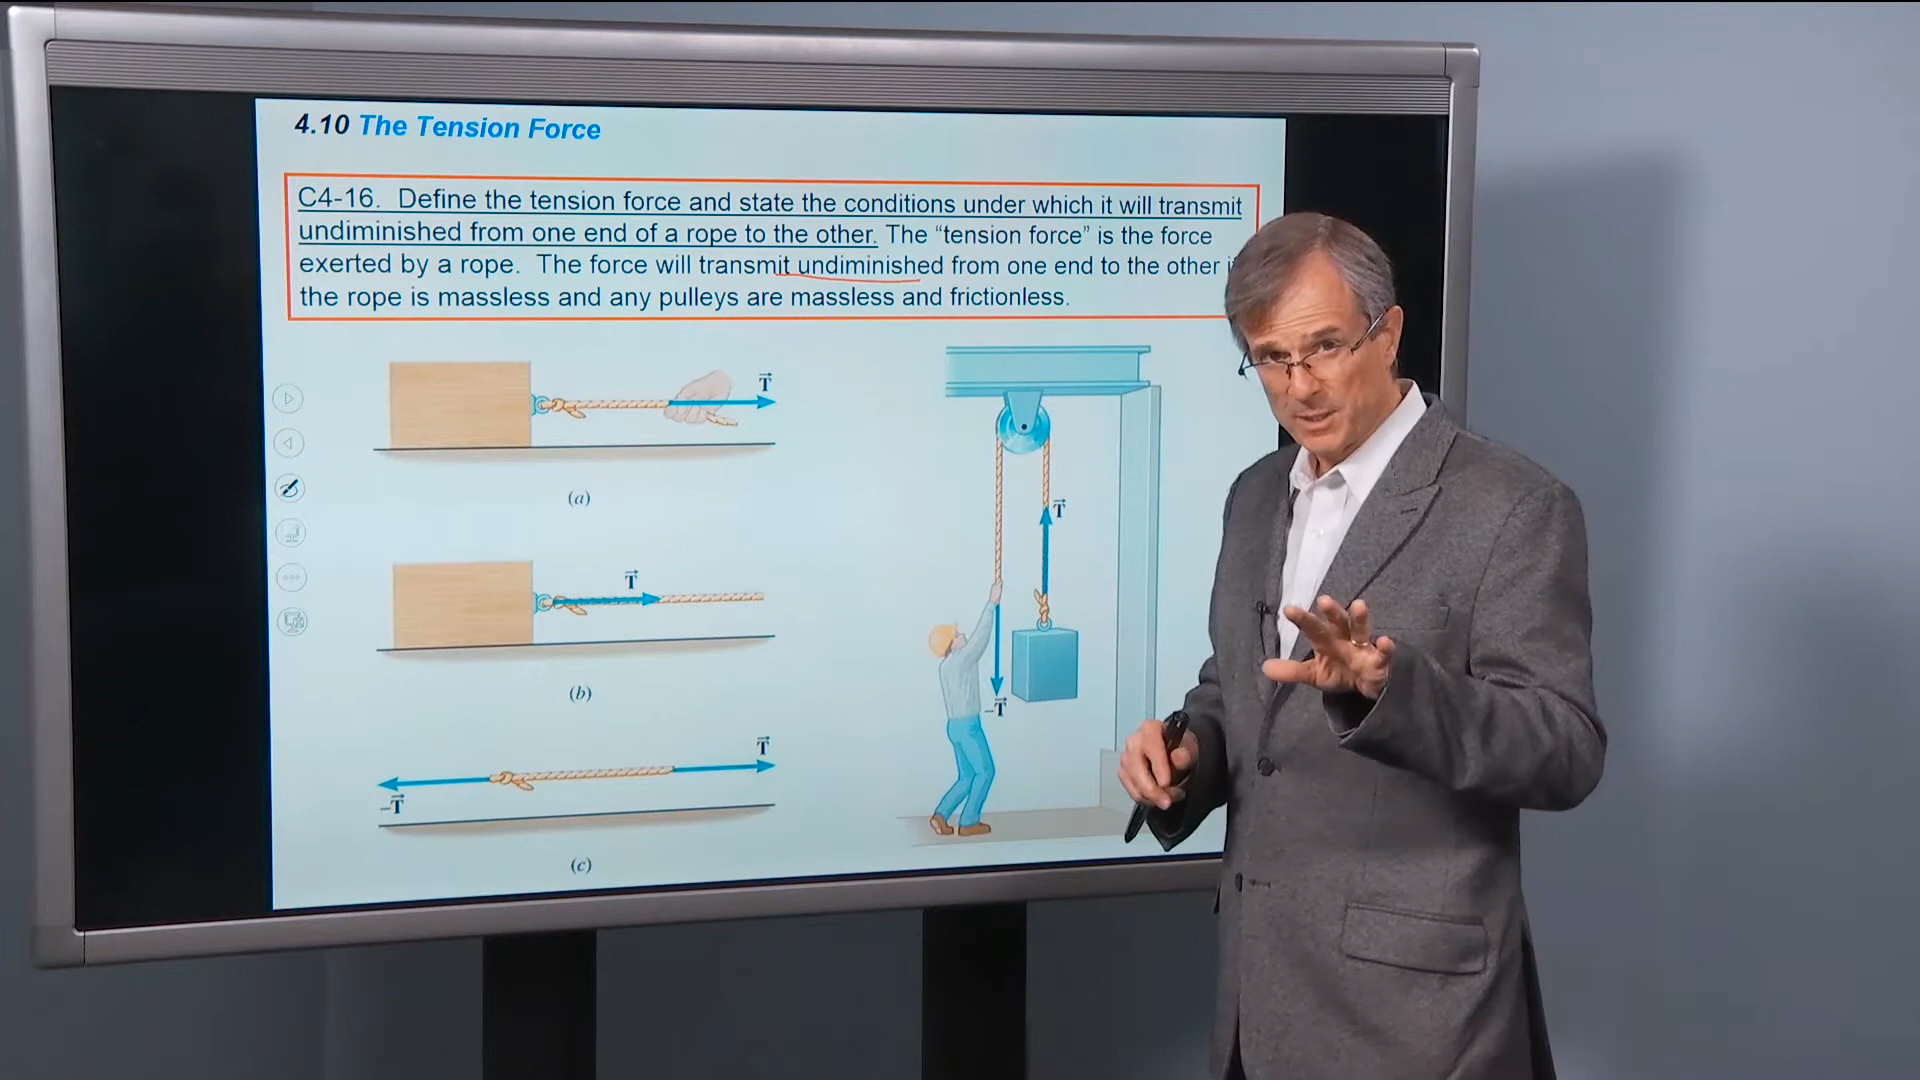 4.10 The Tension Force
C4-16. Define the tension force and state the conditions under which it will transmit
undiminished from one end of a rope to the other. The “tension force” is the force
exerted by a rope. The force will transmit undiminished from one end to the other
the rope is massless and any pulleys are massless and frictionless.
T⃗
(a)
T⃗
(b)
T⃗
−T⃗
(c)
T⃗
−T⃗